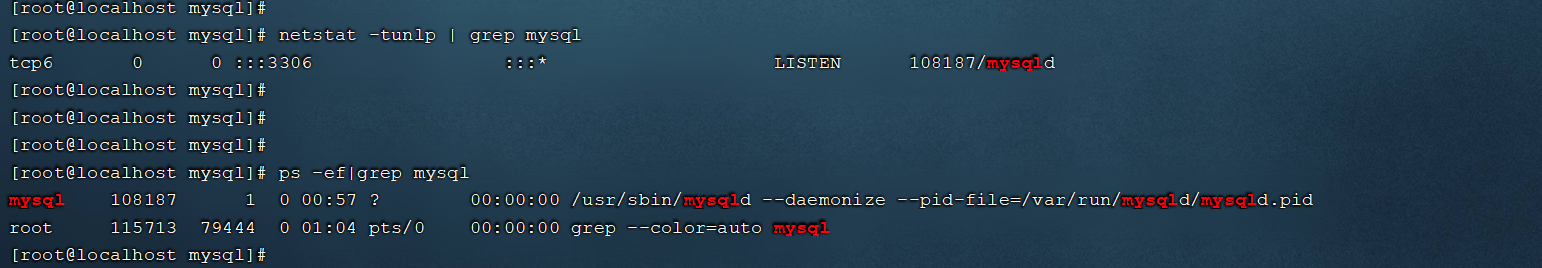 [root@localhost mysql]#
[root@localhost mysql]# netstat -tunlp | grep mysql
tcp6       0      0 :::3306                 :::*                    LISTEN      108187/mysqld
[root@localhost mysql]#
[root@localhost mysql]#
[root@localhost mysql]#
[root@localhost mysql]# ps -ef|grep mysql
mysql    108187      1  0 00:57 ?        00:00:00 /usr/sbin/mysqld --daemonize --pid-file=/var/run/mysqld/mysqld.pid
root     115713  79444  0 01:04 pts/0    00:00:00 grep --color=auto mysql
[root@localhost mysql]#